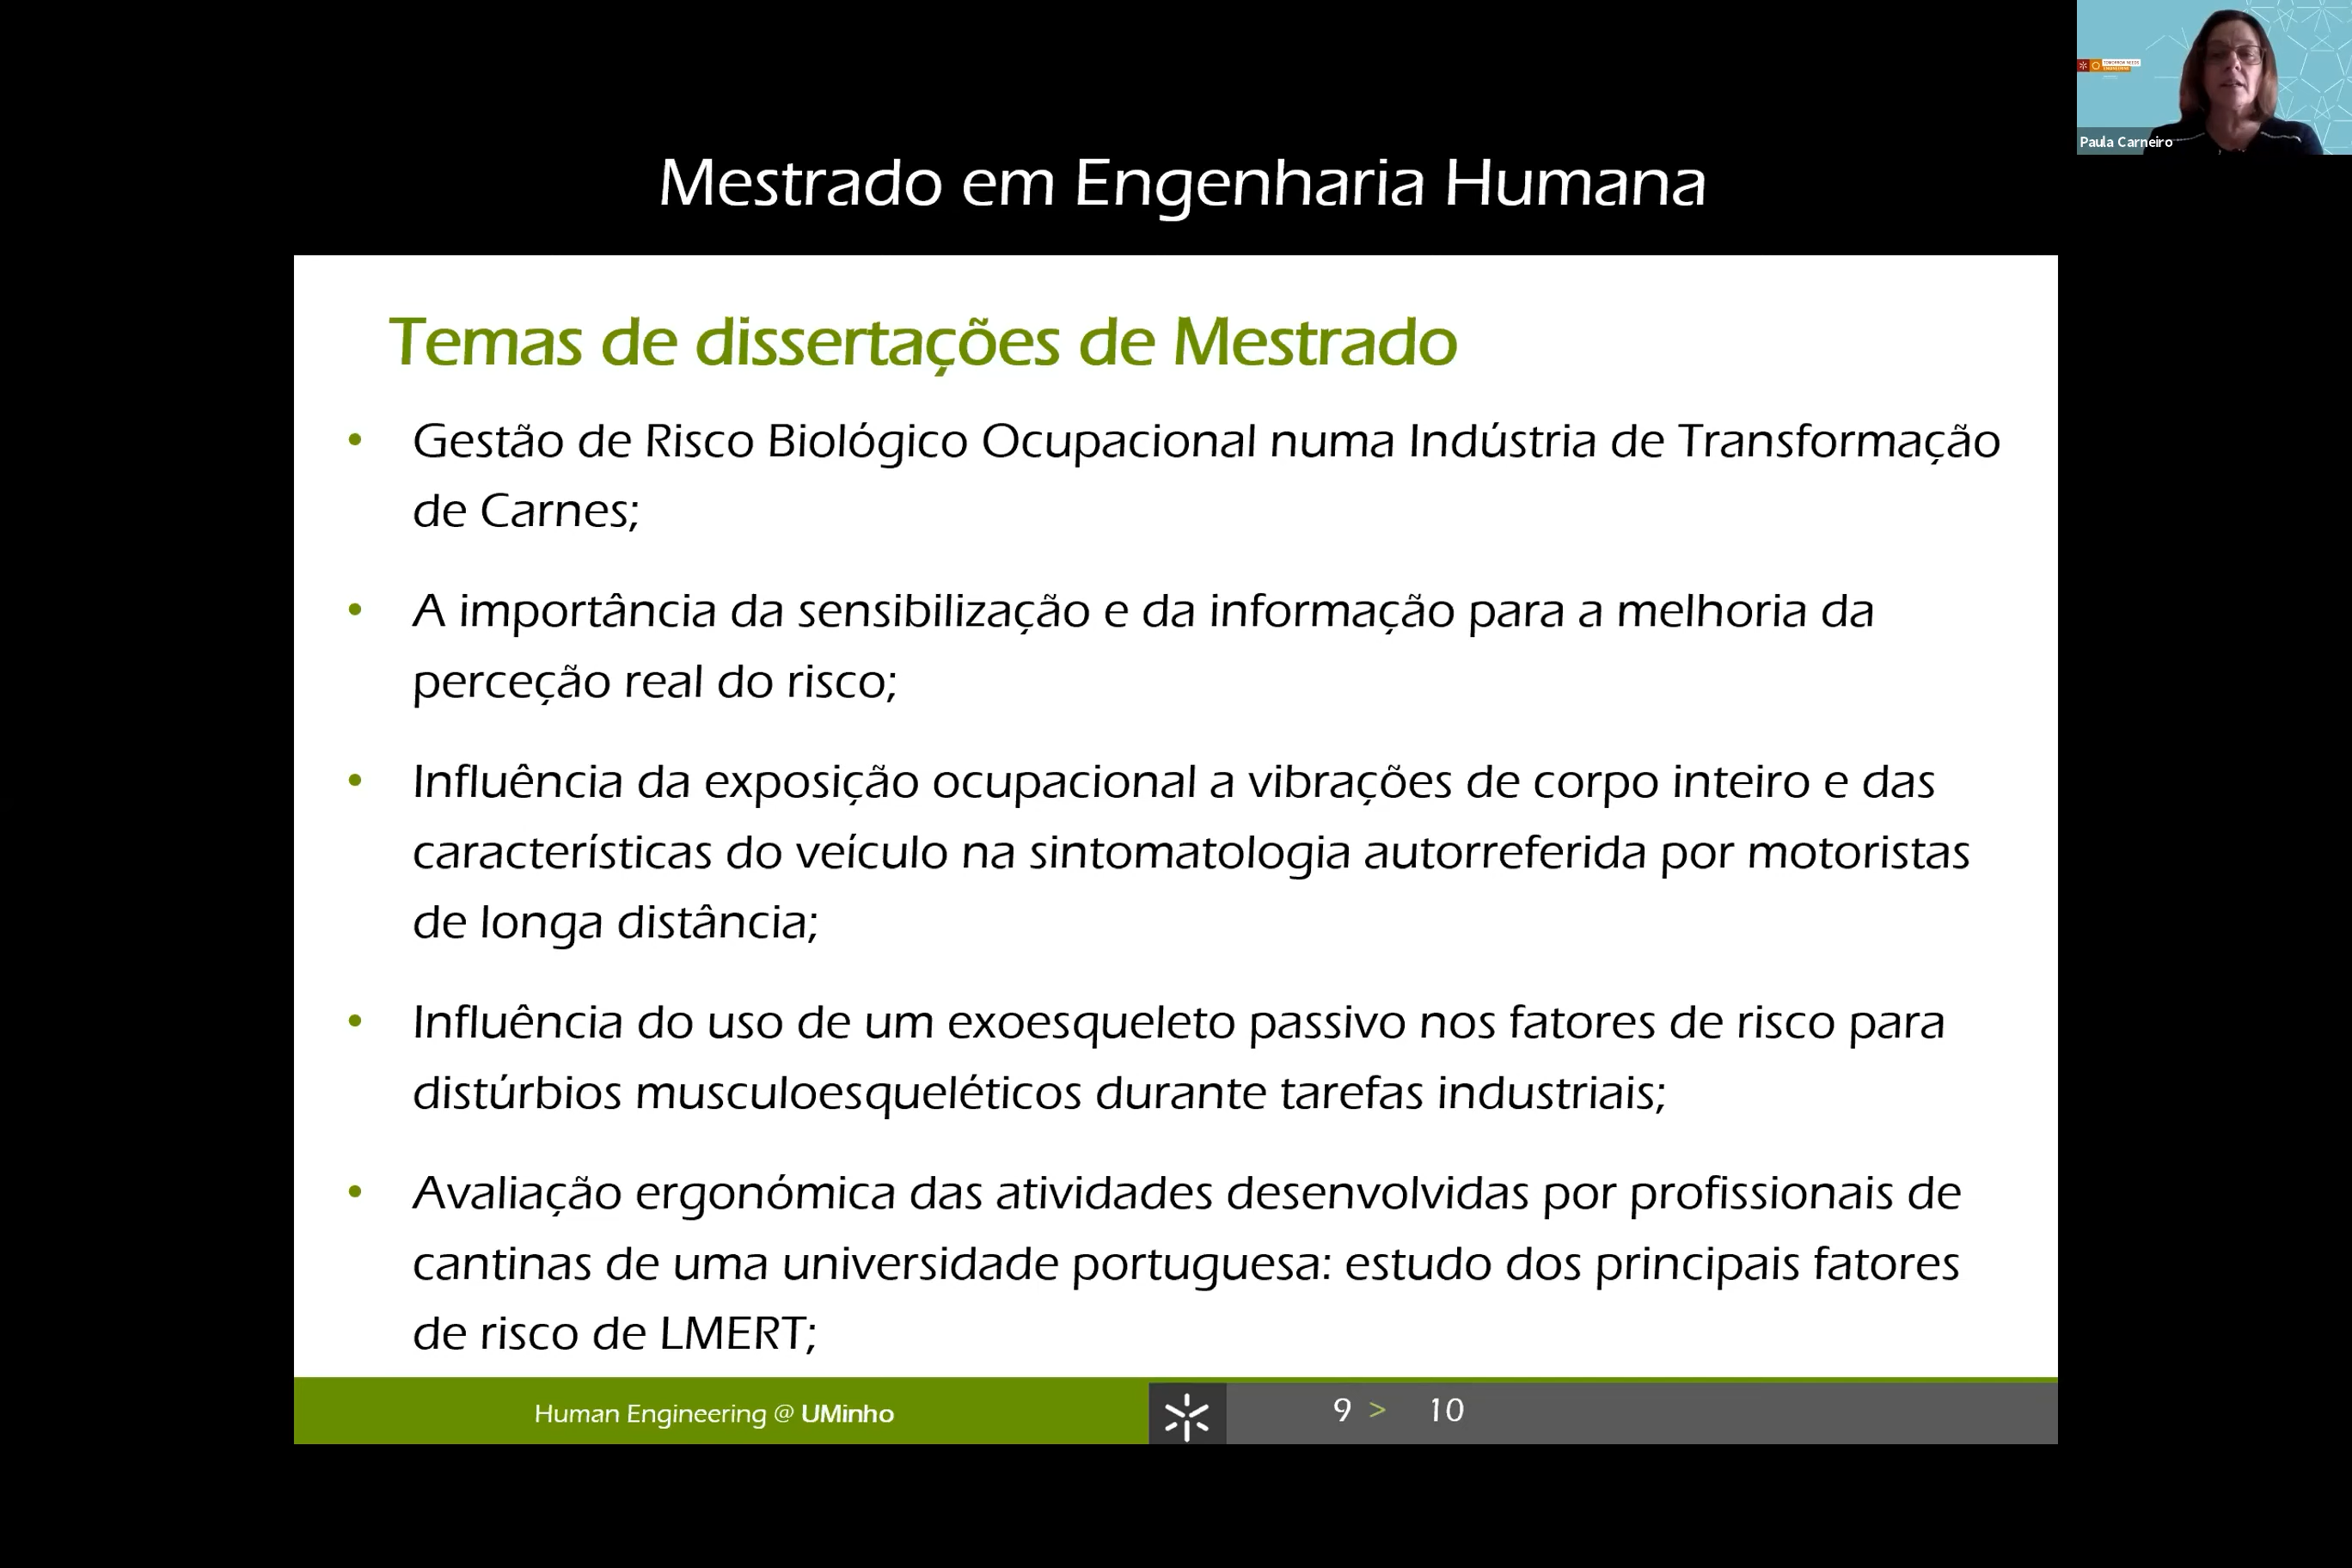 Paula Carneiro
Mestrado em Engenharia Humana
Temas de dissertações de Mestrado
• Gestão de Risco Biológico Ocupacional numa Indústria de Transformação
de Carnes;
• A importância da sensibilização e da informação para a melhoria da
perceção real do risco;
• Influência da exposição ocupacional a vibrações de corpo inteiro e das
características do veículo na sintomatologia autorreferida por motoristas
de longa distância;
• Influência do uso de um exoesqueleto passivo nos fatores de risco para
distúrbios musculoesqueléticos durante tarefas industriais;
• Avaliação ergonómica das atividades desenvolvidas por profissionais de
cantinas de uma universidade portuguesa: estudo dos principais fatores
de risco de LMERT;
Human Engineering @ UMinho
9 > 10